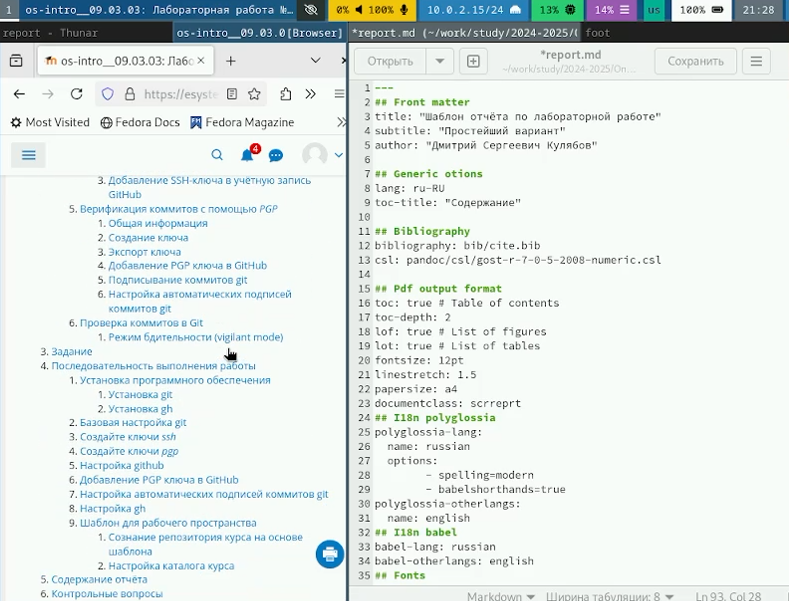 1 os-intro__09.03.03: Лабораторная работа №… 0% 100% 10.0.2.15/24 13% 14% us 100% 21:28
report - Thunar os-intro__09.03.0[Browser] *report.md (~/work/study/2024-2025/( foot
os-intro__09.03.03: Лабо
https://esyste
Most Visited Fedora Docs Fedora Magazine
4
3. Добавление SSH-ключа в учётную запись
GitHub
5. Верификация коммитов с помощью PGP
1. Общая информация
2. Создание ключа
3. Экспорт ключа
4. Добавление PGP ключа в GitHub
5. Подписывание коммитов git
6. Настройка автоматических подписей
коммитов git
6. Проверка коммитов в Git
1. Режим бдительности (vigilant mode)
3. Задание
4. Последовательность выполнения работы
1. Установка программного обеспечения
1. Установка git
2. Установка gh
2. Базовая настройка git
3. Создайте ключи ssh
4. Создайте ключи pgp
5. Настройка github
6. Добавление PGP ключа в GitHub
7. Настройка автоматических подписей коммитов git
8. Настройка gh
9. Шаблон для рабочего пространства
1. Сознание репозитория курса на основе
шаблона
2. Настройка каталога курса
5. Содержание отчёта
6. Контрольные вопросы
Открыть *report.md Сохранить
~/work/study/2024-2025/Оп…
1 ---
2 ## Front matter
3 title: "Шаблон отчёта по лабораторной работе"
4 subtitle: "Простейший вариант"
5 author: "Дмитрий Сергеевич Кулябов"
6
7 ## Generic otions
8 lang: ru-RU
9 toc-title: "Содержание"
10
11 ## Bibliography
12 bibliography: bib/cite.bib
13 csl: pandoc/csl/gost-r-7-0-5-2008-numeric.csl
14
15 ## Pdf output format
16 toc: true # Table of contents
17 toc-depth: 2
18 lof: true # List of figures
19 lot: true # List of tables
20 fontsize: 12pt
21 linestretch: 1.5
22 papersize: a4
23 documentclass: scrreprt
24 ## I18n polyglossia
25 polyglossia-lang:
26 name: russian
27 options:
28 - spelling=modern
29 - babelshorthands=true
30 polyglossia-otherlangs:
31 name: english
32 ## I18n babel
33 babel-lang: russian
34 babel-otherlangs: english
35 ## Fonts
Markdown Ширина табуляции: 8 Ln 93, Col 28